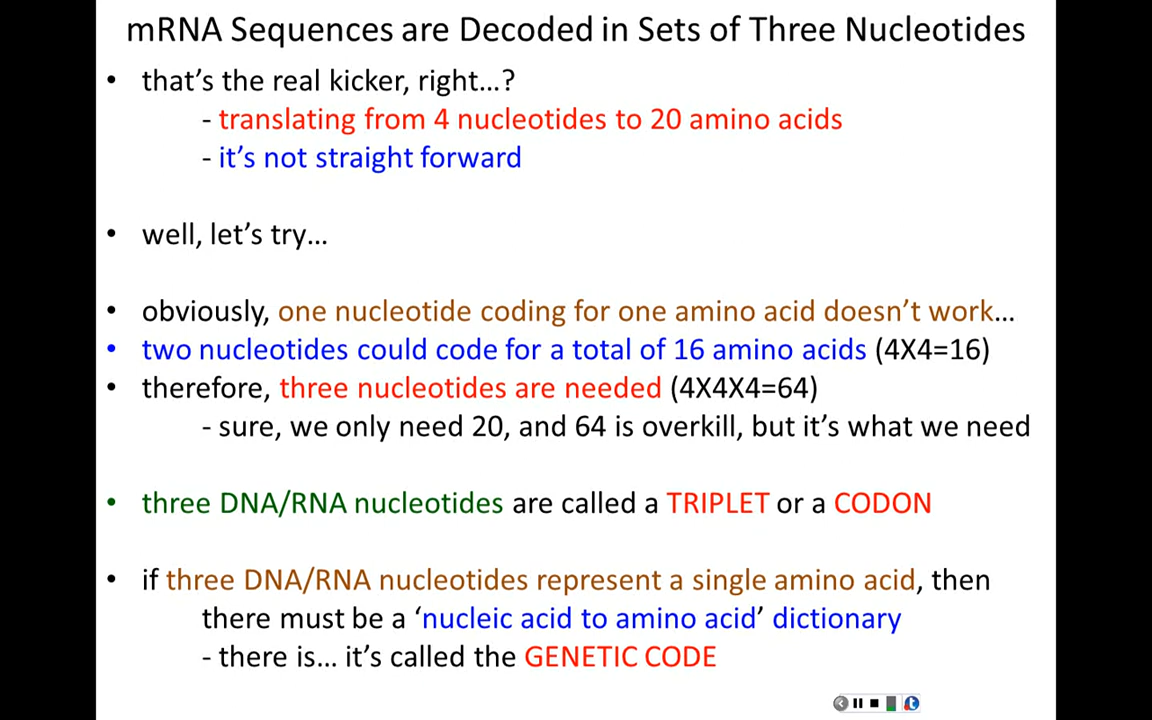 mRNA Sequences are Decoded in Sets of Three Nucleotides
• that's the real kicker, right...?
- translating from 4 nucleotides to 20 amino acids
- it's not straight forward
• well, let's try...
• obviously, one nucleotide coding for one amino acid doesn't work...
• two nucleotides could code for a total of 16 amino acids (4X4=16)
• therefore, three nucleotides are needed (4X4X4=64)
- sure, we only need 20, and 64 is overkill, but it's what we need
• three DNA/RNA nucleotides are called a TRIPLET or a CODON
• if three DNA/RNA nucleotides represent a single amino acid, then
there must be a ‘nucleic acid to amino acid’ dictionary
- there is... it's called the GENETIC CODE